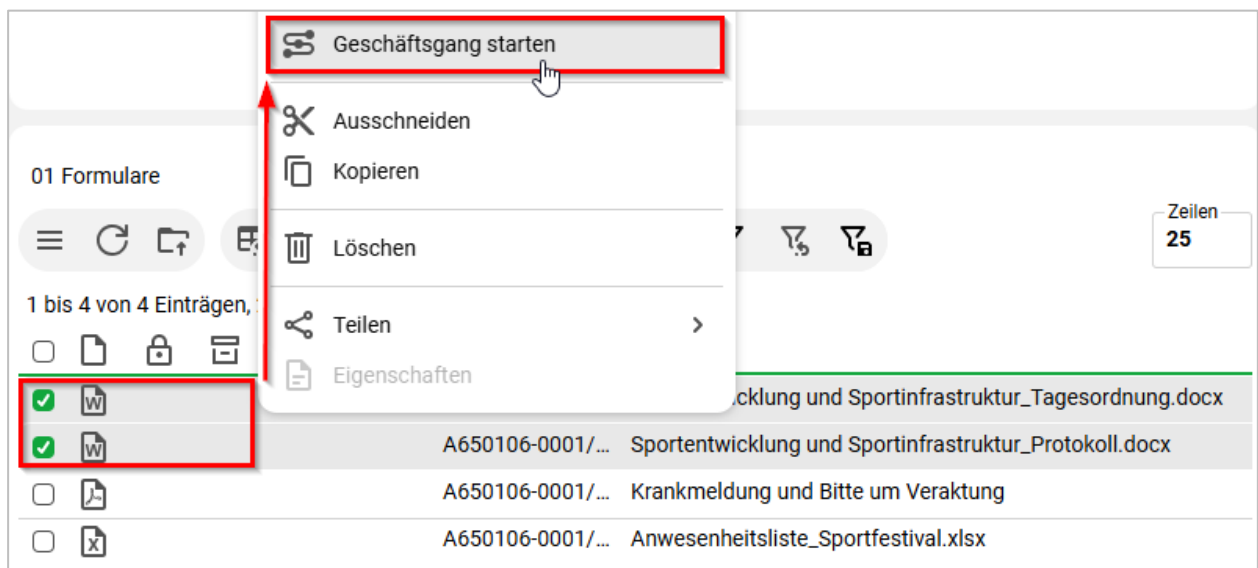 Geschäftsgang starten
Ausschneiden
Kopieren
01 Formulare
Zeilen
25
Löschen
1 bis 4 von 4 Einträgen,
Teilen
Eigenschaften
cklung und Sportinfrastruktur_Tagesordnung.docx
A650106-0001/... Sportentwicklung und Sportinfrastruktur_Protokoll.docx
A650106-0001/... Krankmeldung und Bitte um Veraktung
A650106-0001/... Anwesenheitsliste_Sportfestival.xlsx